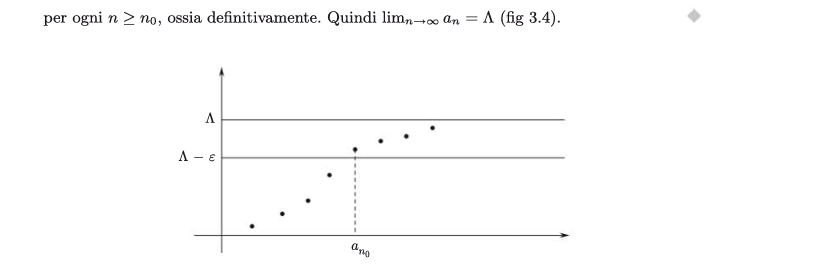 per ogni n ≥ n₀, ossia definitivamente. Quindi limₙ→∞ aₙ = Λ (fig 3.4).
Λ
Λ − ε
aₙ₀